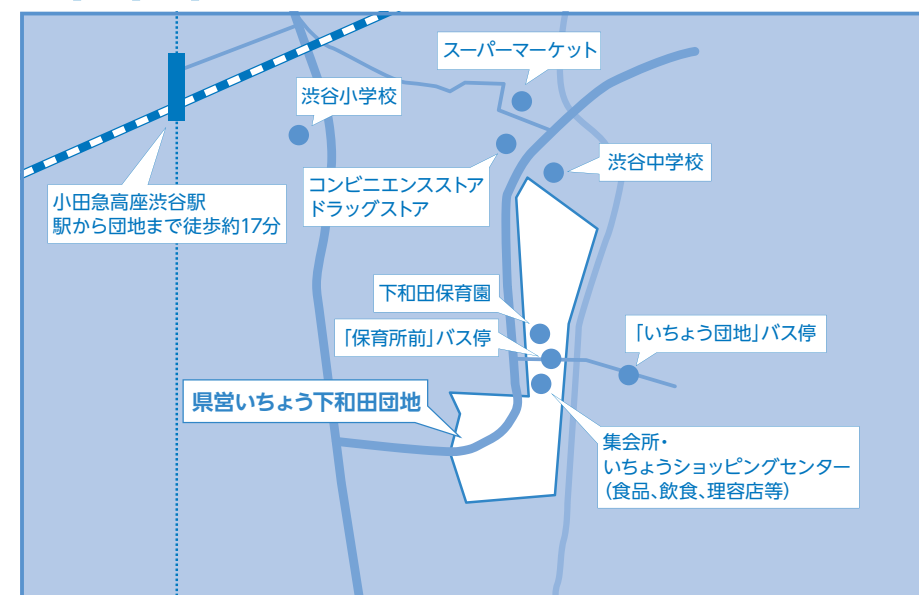 スーパーマーケット
渋谷小学校
渋谷中学校
コンビニエンスストア
ドラッグストア
小田急高座渋谷駅
駅から団地まで徒歩約17分
下和田保育園
「保育所前」バス停
「いちょう団地」バス停
県営いちょう下和田団地
集会所・
いちょうショッピングセンター
(食品、飲食、理容店等)